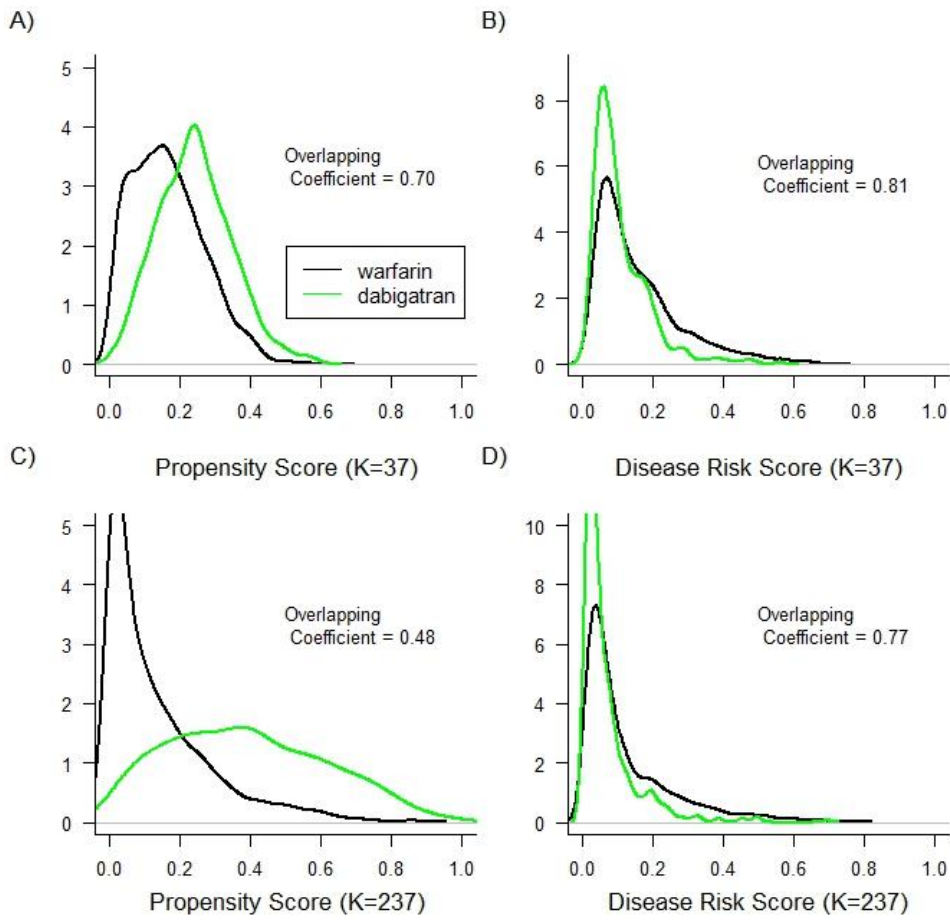 A)
5
4
3
2
1
0
0.0 0.2 0.4 0.6 0.8 1.0
Overlapping
Coefficient = 0.70
warfarin
dabigatran
Propensity Score (K=37)
B)
8
6
4
2
0
0.0 0.2 0.4 0.6 0.8 1.0
Overlapping
Coefficient = 0.81
Disease Risk Score (K=37)
C)
5
4
3
2
1
0
0.0 0.2 0.4 0.6 0.8 1.0
Overlapping
Coefficient = 0.48
Propensity Score (K=237)
D)
10
8
6
4
2
0
0.0 0.2 0.4 0.6 0.8 1.0
Overlapping
Coefficient = 0.77
Disease Risk Score (K=237)